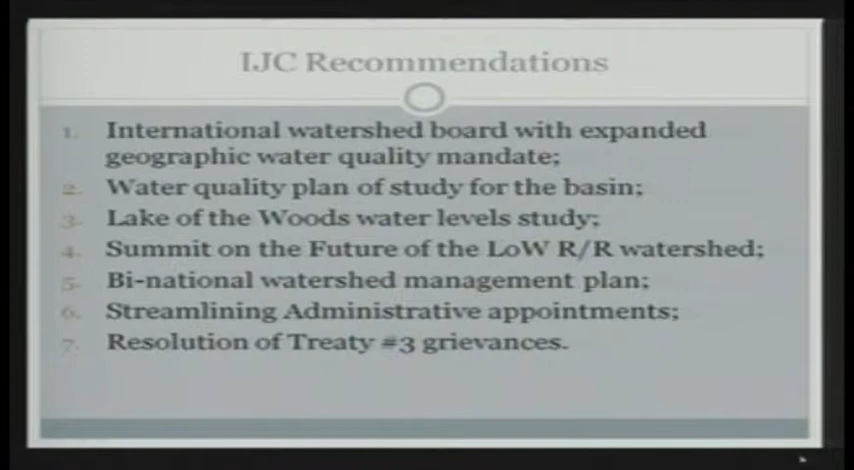 IJC Recommendations
1. International watershed board with expanded
geographic water quality mandate;
2. Water quality plan of study for the basin;
3. Lake of the Woods water levels study;
4. Summit on the Future of the LoW R/R watershed;
5. Bi-national watershed management plan;
6. Streamlining Administrative appointments;
7. Resolution of Treaty #3 grievances.